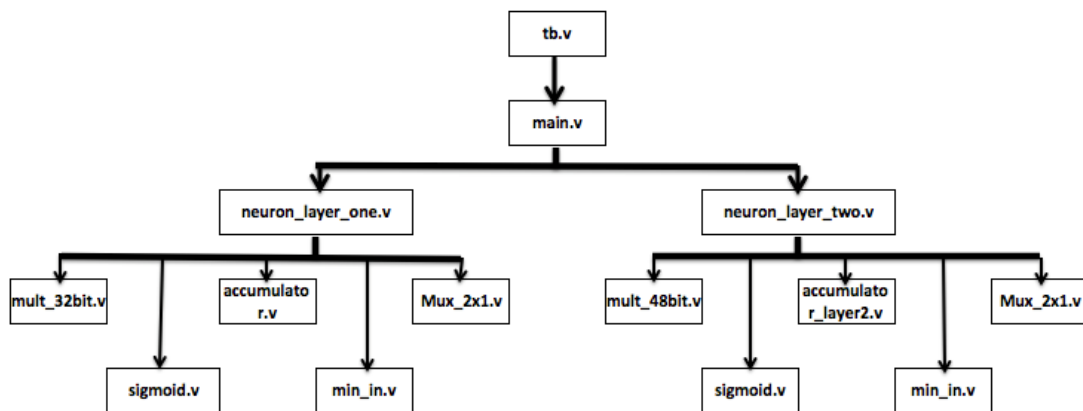 tb.v
main.v
neuron_layer_one.v
neuron_layer_two.v
mult_32bit.v
accumulato
r.v
Mux_2x1.v
mult_48bit.v
accumulato
r_layer2.v
Mux_2x1.v
sigmoid.v
min_in.v
sigmoid.v
min_in.v